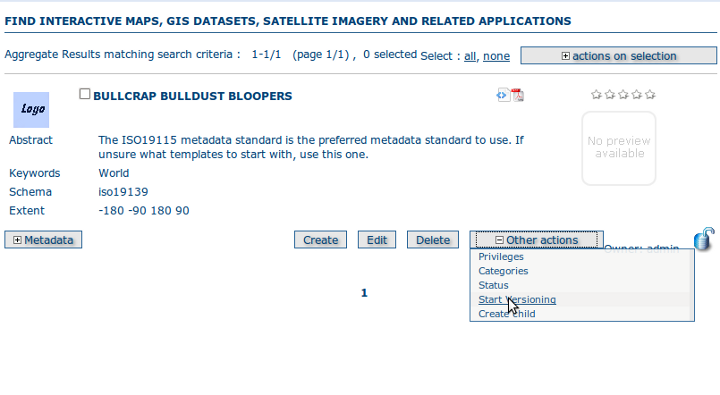 FIND INTERACTIVE MAPS, GIS DATASETS, SATELLITE IMAGERY AND RELATED APPLICATIONS
Aggregate Results matching search criteria : 1-1/1 (page 1/1) , 0 selected Select : all, none actions on selection
Logo
BULLCRAP BULLDUST BLOOPERS
Abstract The ISO19115 metadata standard is the preferred metadata standard to use. If
unsure what templates to start with, use this one.
No preview
available
Keywords World
Schema iso19139
Extent -180 -90 180 90
Metadata Create Edit Delete Other actions
Owner: admin
Privileges
Categories
Status
Start Versioning
Create child
1